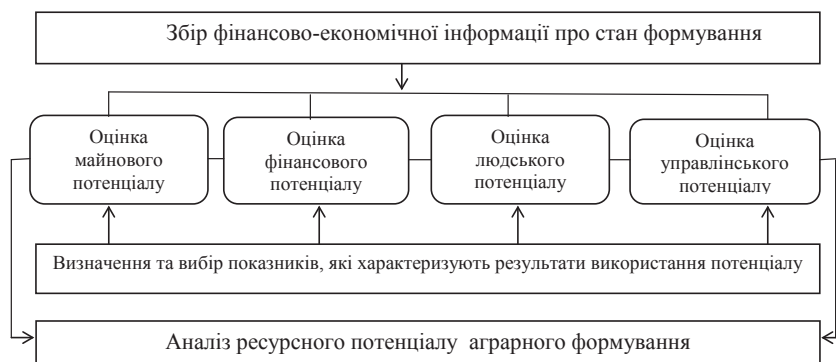 Збір фінансово-економічної інформації про стан формування
Оцінка
майнового
потенціалу
Оцінка
фінансового
потенціалу
Оцінка
людського
потенціалу
Оцінка
управлінського
потенціалу
Визначення та вибір показників, які характеризують результати використання потенціалу
Аналіз ресурсного потенціалу аграрного формування